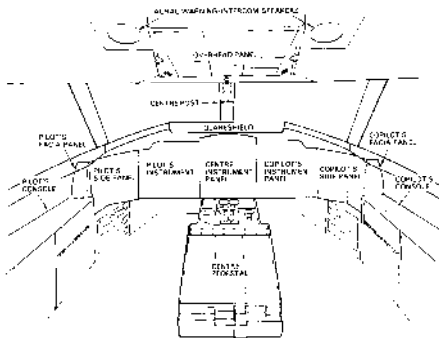 AURAL WARNING/INTERCOM SPEAKERS
OVERHEAD PANEL
CENTRE POST
GLARESHIELD
PILOT'S
FACIA PANEL
COPILOT'S
FACIA PANEL
PILOT'S
CONSOLE
PILOT'S
SIDE PANEL
PILOT'S
INSTRUMENT
CENTRE
INSTRUMENT
PANEL
COPILOT'S
INSTRUMENT
PANEL
COPILOT'S
SIDE PANEL
COPILOT'S
CONSOLE
CENTRE
PEDESTAL